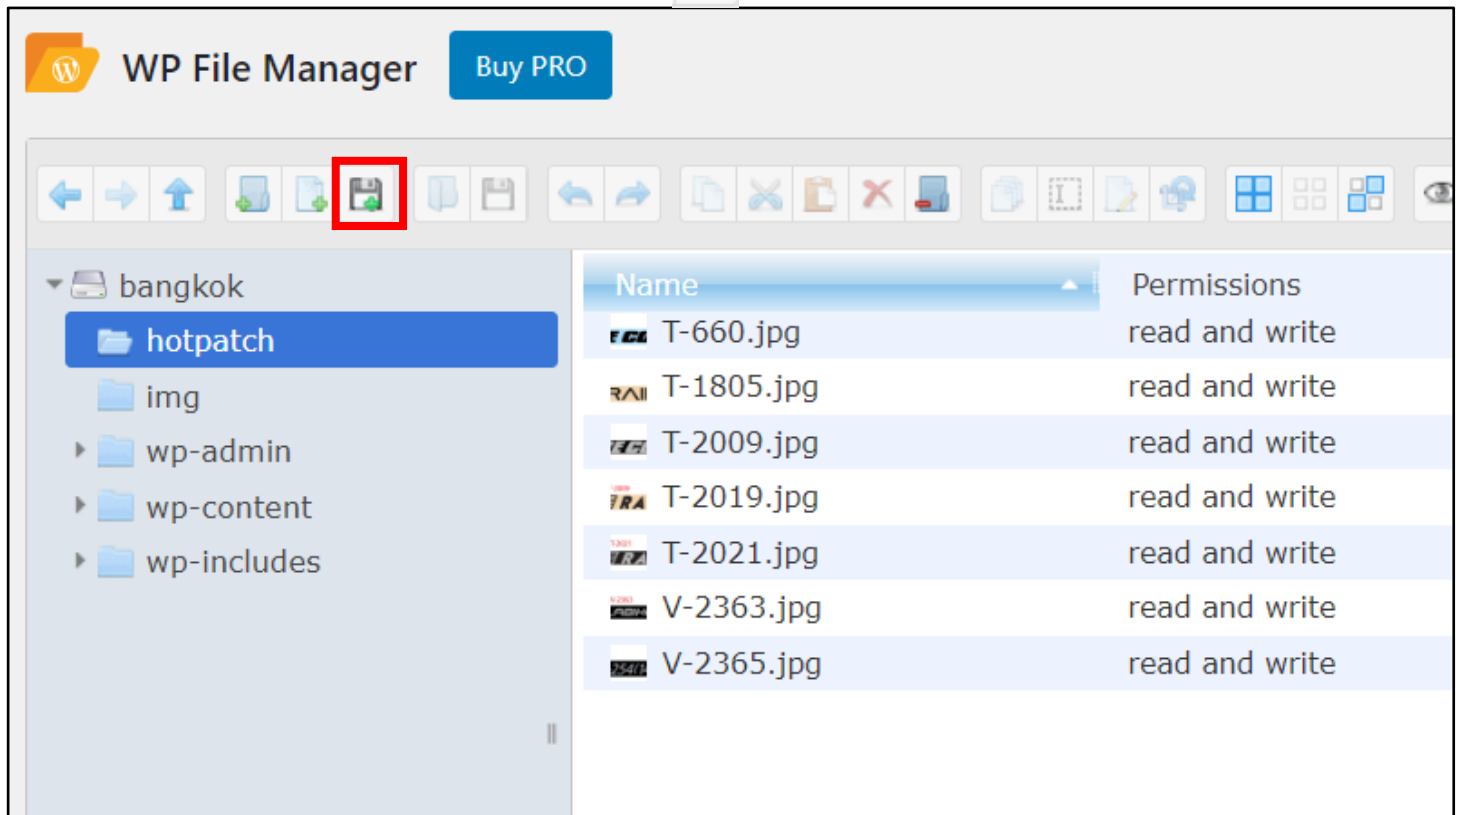 WP File Manager
Buy PRO
bangkok
hotpatch
img
wp-admin
wp-content
wp-includes
Name Permissions
T-660.jpg read and write
T-1805.jpg read and write
T-2009.jpg read and write
T-2019.jpg read and write
T-2021.jpg read and write
V-2363.jpg read and write
V-2365.jpg read and write